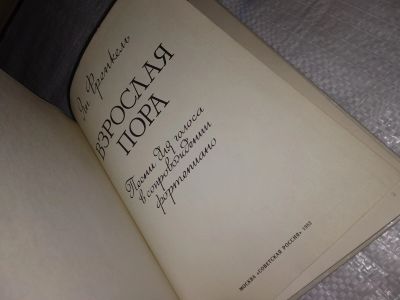 Ян Френкель
ВЗРОСЛАЯ
ПОРА
Песни для голоса
в сопровождении
фортепиано
МОСКВА «СОВЕТСКАЯ РОССИЯ»